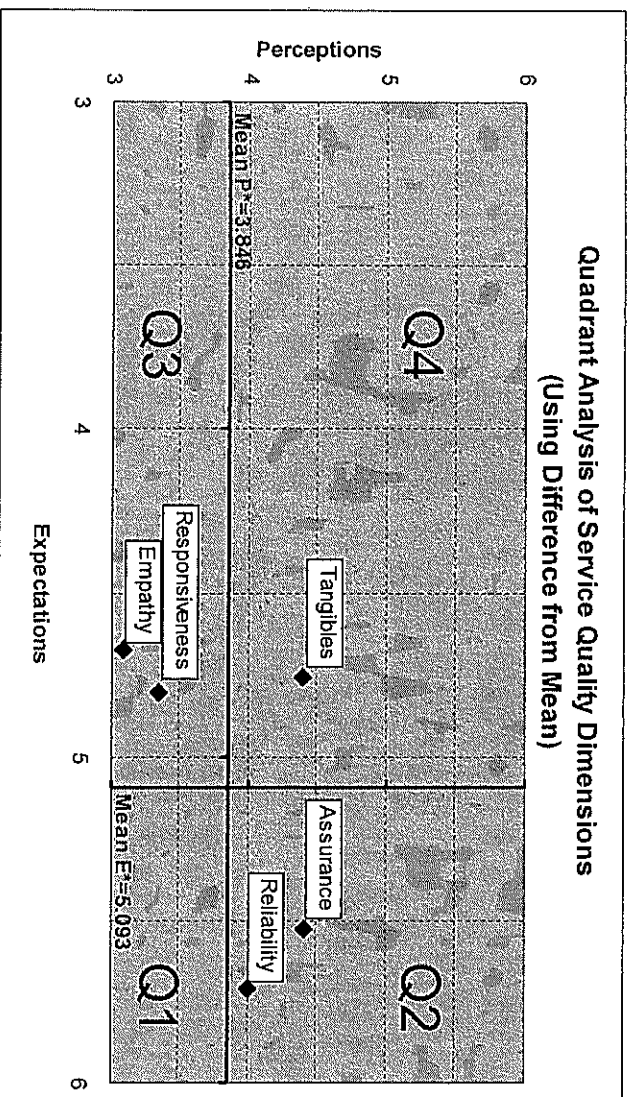 Quadrant Analysis of Service Quality Dimensions
(Using Difference from Mean)
Perceptions
6
5
4
3
Mean P*=3.846
Q4
Q2
Tangibles
Assurance
Reliability
Q3
Responsiveness
Empathy
Mean E*=5.093
Q1
3
4
5
6
Expectations